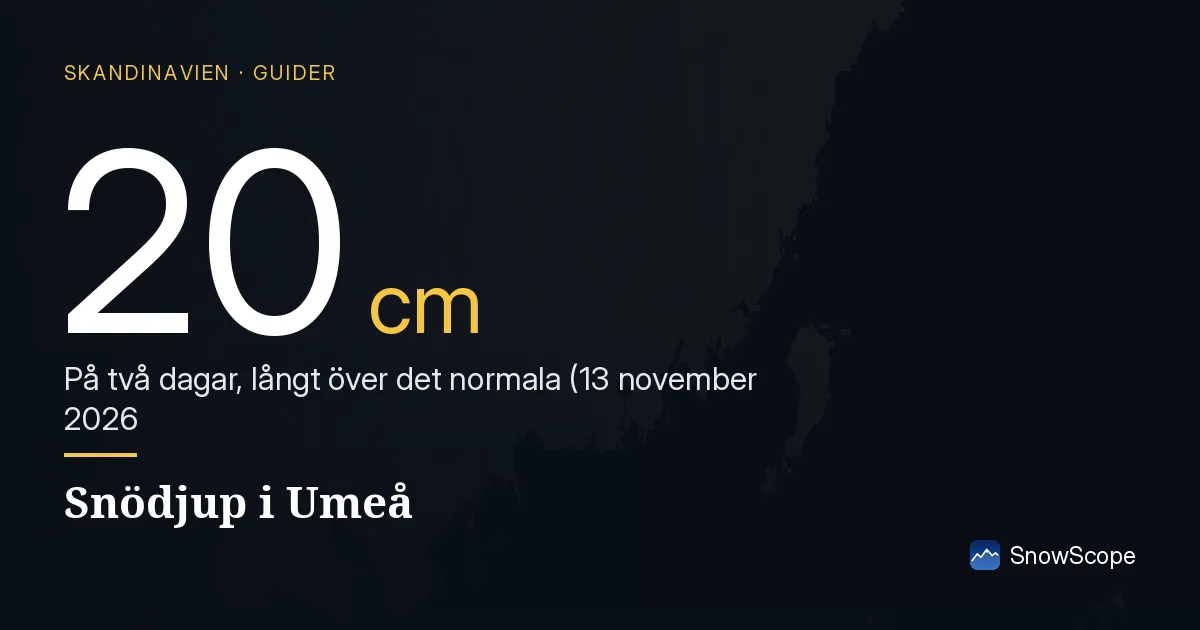 SKANDINAVIEN · GUIDER
20 cm
På två dagar, långt över det normala (13 november
2026
Snödjup i Umeå
SnowScope